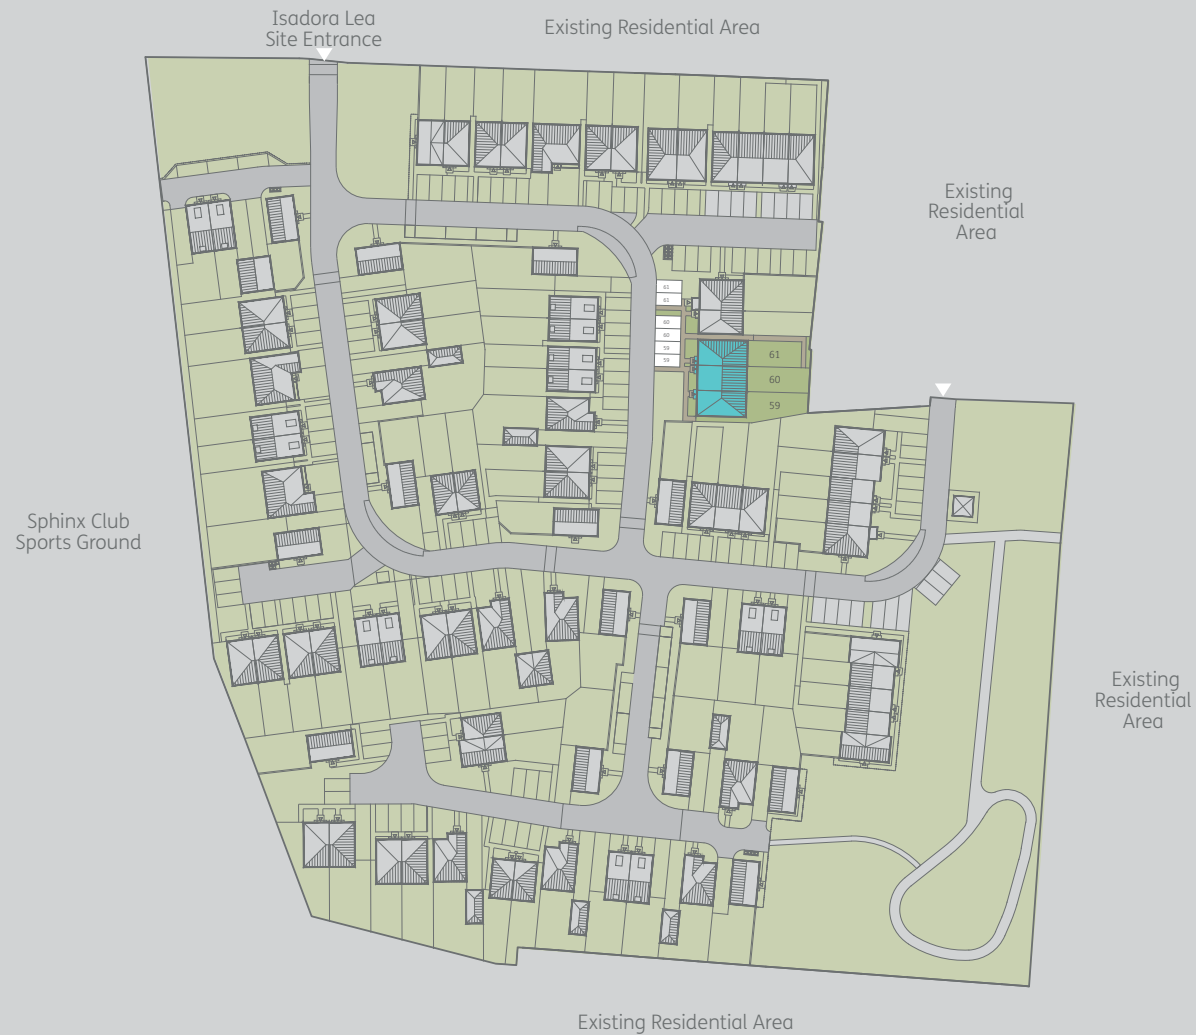 Isadora Lea
Site Entrance
Existing Residential Area
Existing
Residential
Area
61
61
60
60
59
59
61
60
59
Sphinx Club
Sports Ground
Existing
Residential
Area
Existing Residential Area